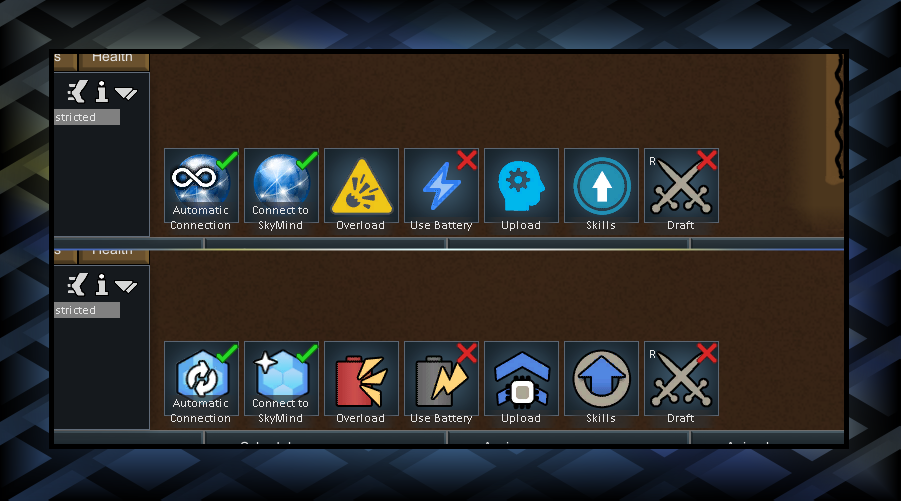 s Health
stricted
Automatic Connection
Connect to SkyMind
Overload
Use Battery
Upload
Skills
R
Draft
s Health
stricted
Automatic Connection
Connect to SkyMind
Overload
Use Battery
Upload
Skills
R
Draft